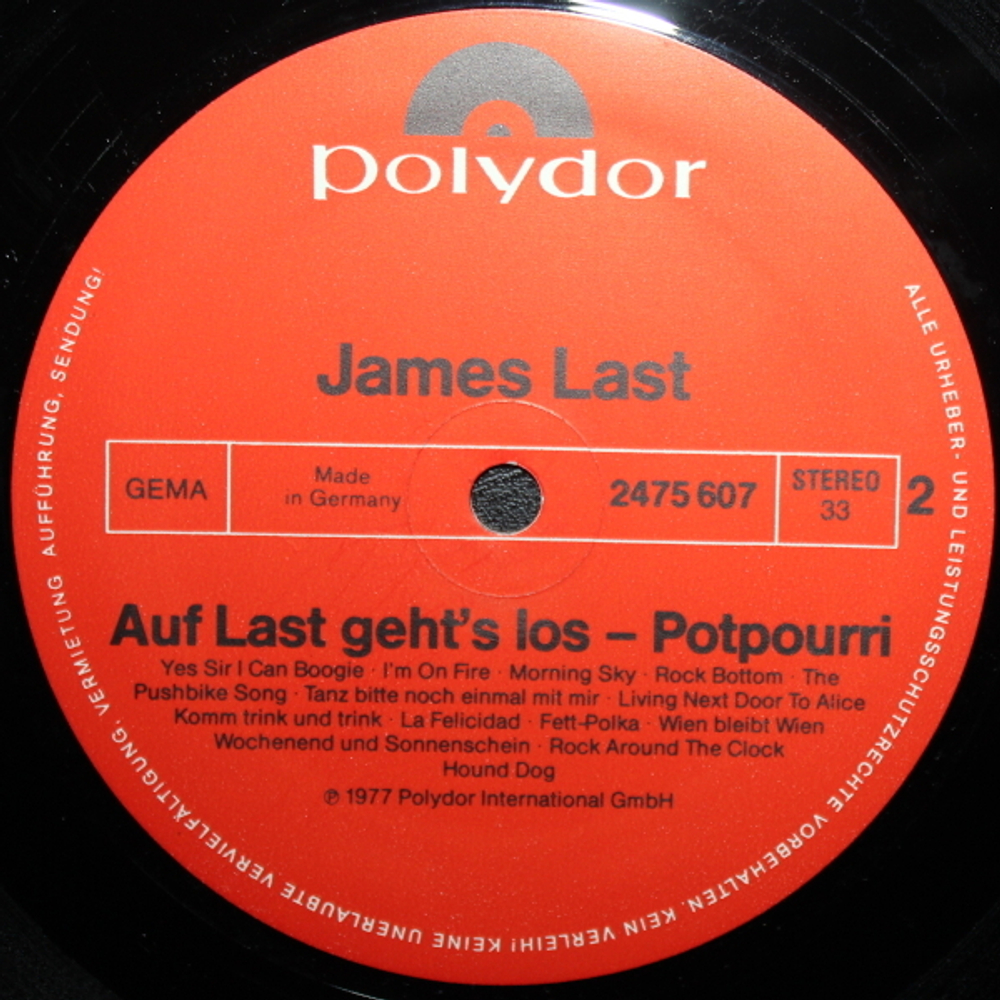 polydor
James Last
GEMA
Made
in Germany
2475 607
STEREO
33
2
Auf Last geht's los – Potpourri
Yes Sir I Can Boogie · I'm On Fire · Morning Sky · Rock Bottom · The
Pushbike Song · Tanz bitte noch einmal mit mir · Living Next Door To Alice
Komm trink und trink · La Felicidad · Fett-Polka · Wien bleibt Wien
Wochenend und Sonnenschein · Rock Around The Clock
Hound Dog
℗ 1977 Polydor International GmbH
ALLE URHEBER- UND LEISTUNGSSCHUTZRECHTE VORBEHALTEN. KEIN VERLEIH! KEINE UNERLAUBTE VERVIELFÄLTIGUNG, VERMIETUNG AUFFÜHRUNG, SENDUNG!